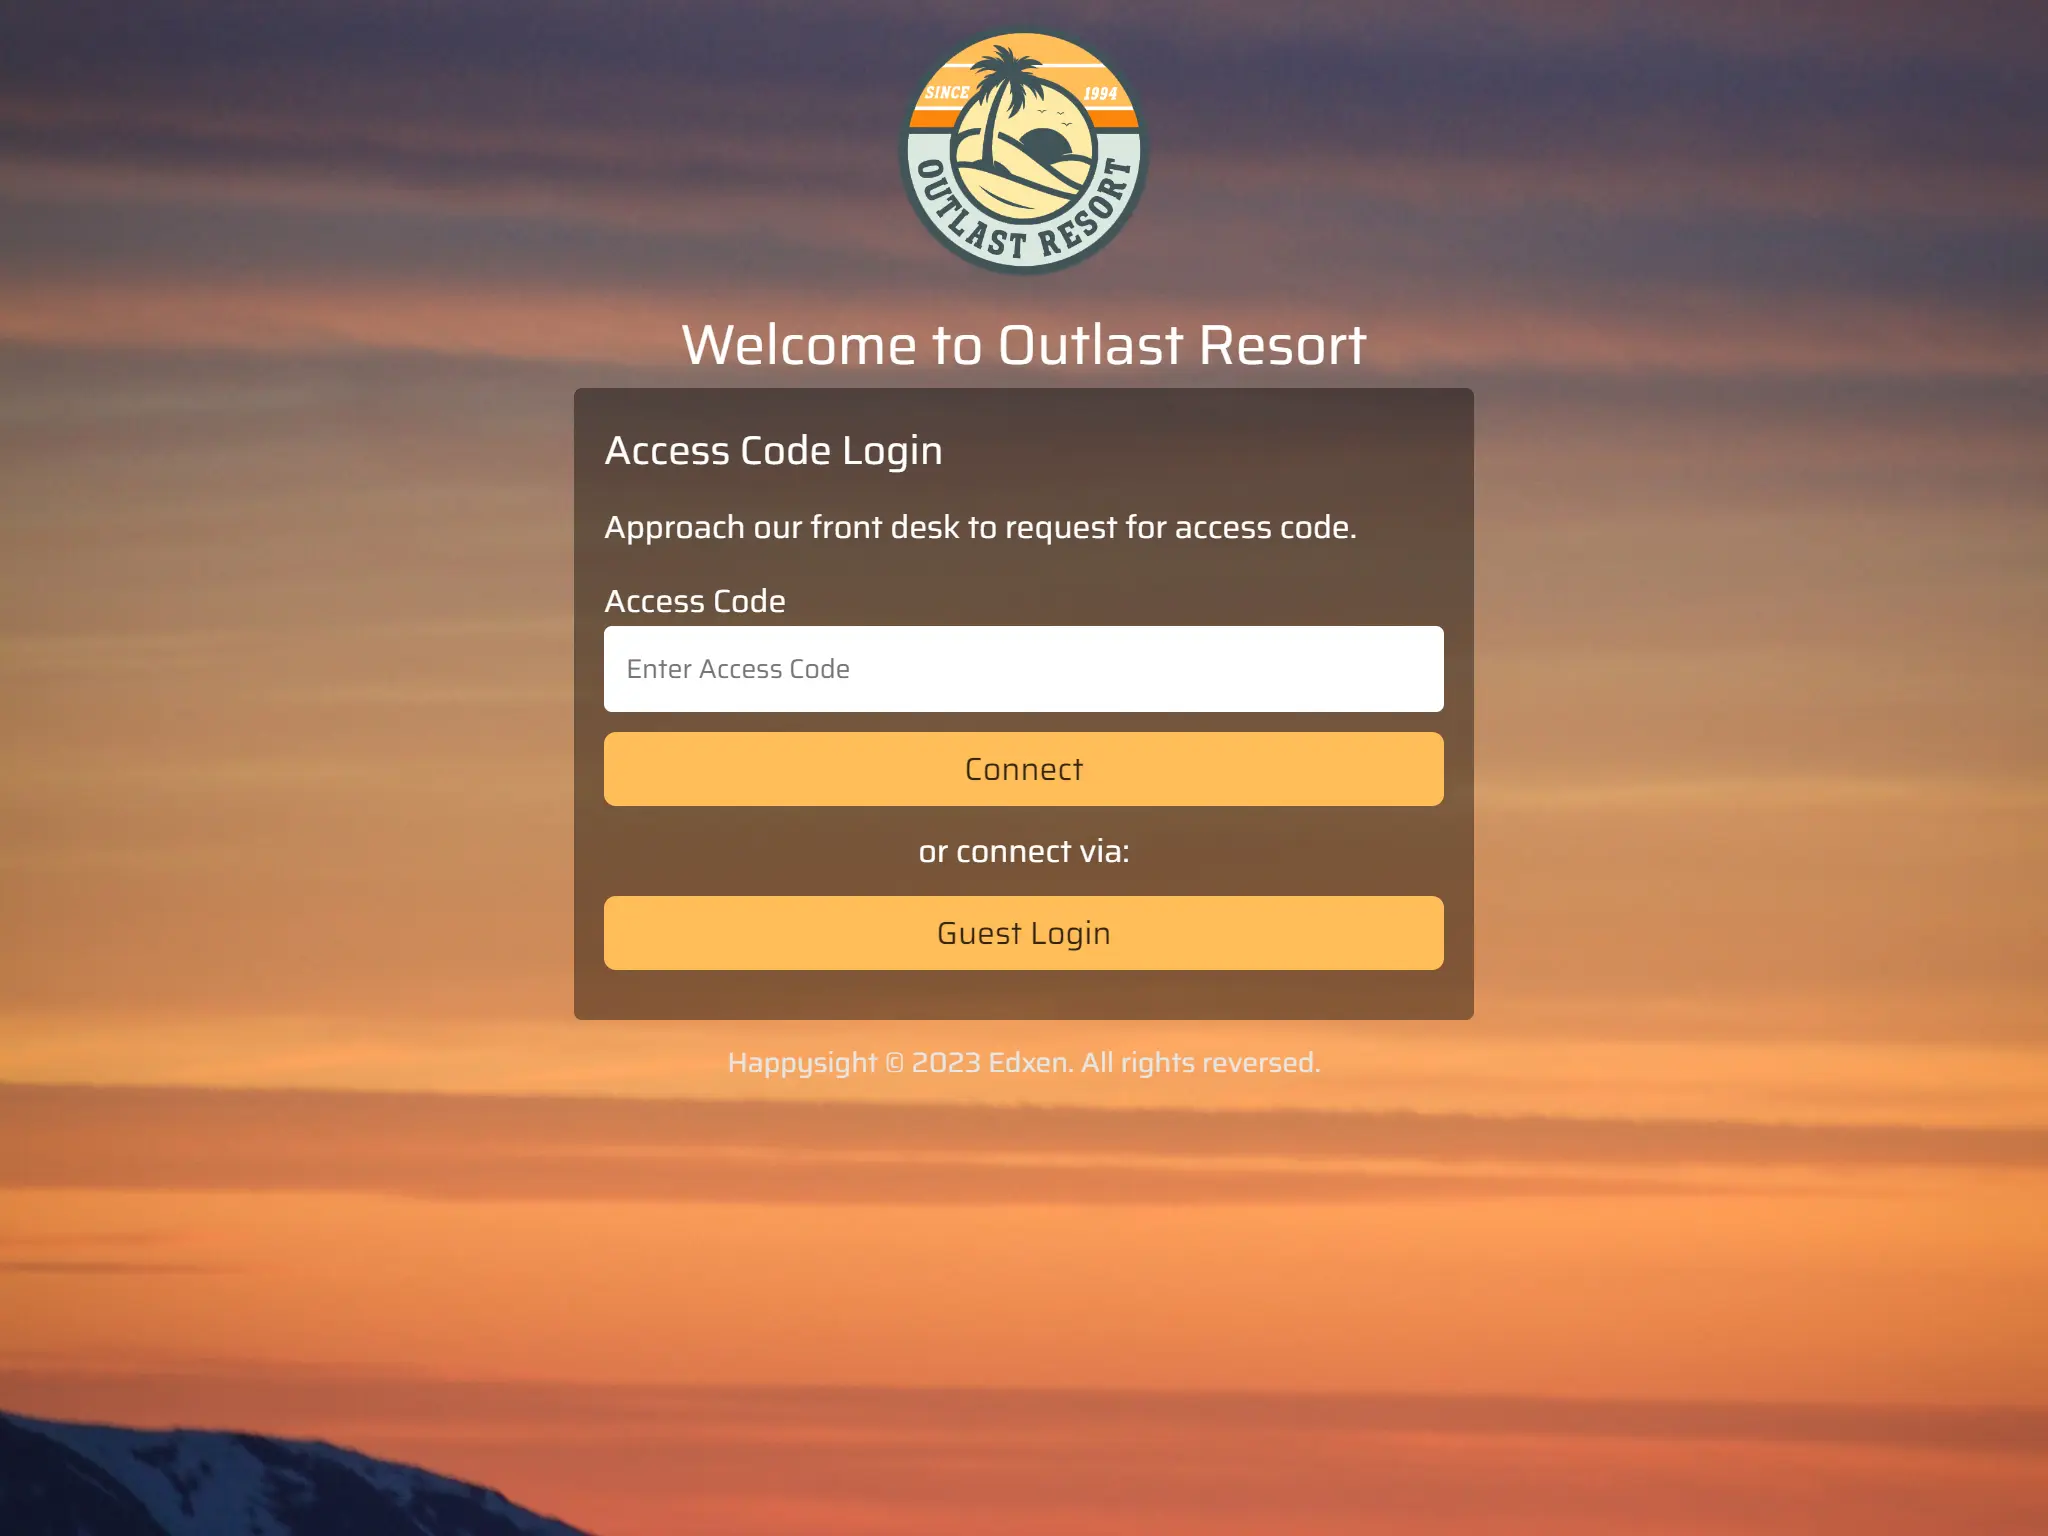 SINCE 1994
OUTLAST RESORT
Welcome to Outlast Resort
Access Code Login
Approach our front desk to request for access code.
Access Code
Enter Access Code
Connect
or connect via:
Guest Login
Happysight © 2023 Edxen. All rights reversed.